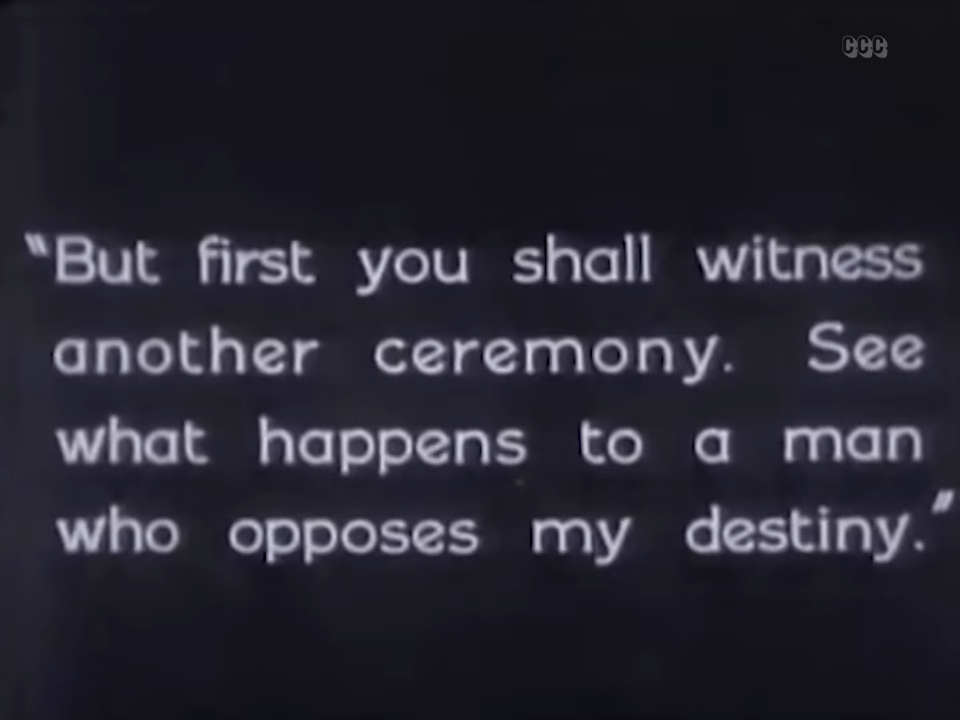 CCC
"But first you shall witness
another ceremony. See
what happens to a man
who opposes my destiny."